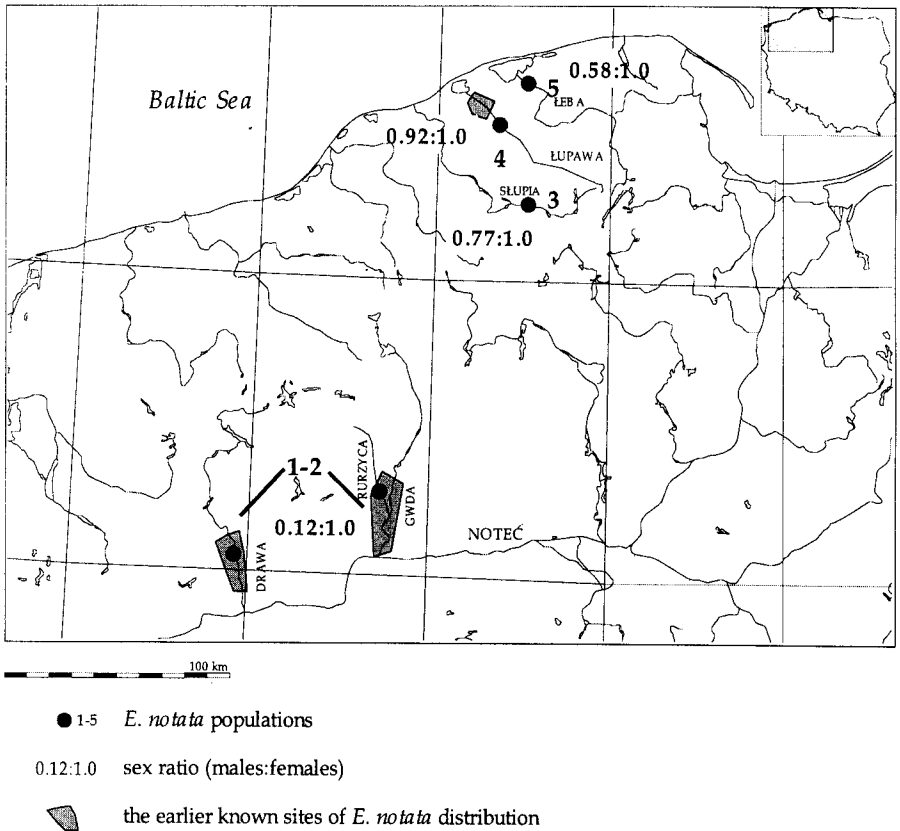 Baltic Sea
0.58:1.0
5
ŁEBA
0.92:1.0
4
ŁUPAWA
SŁUPIA
3
0.77:1.0
1-2
RURZYCA
GWDA
0.12:1.0
NOTEĆ
DRAWA
100 km
1-5 E. notata populations
0.12:1.0 sex ratio (males:females)
the earlier known sites of E. notata distribution